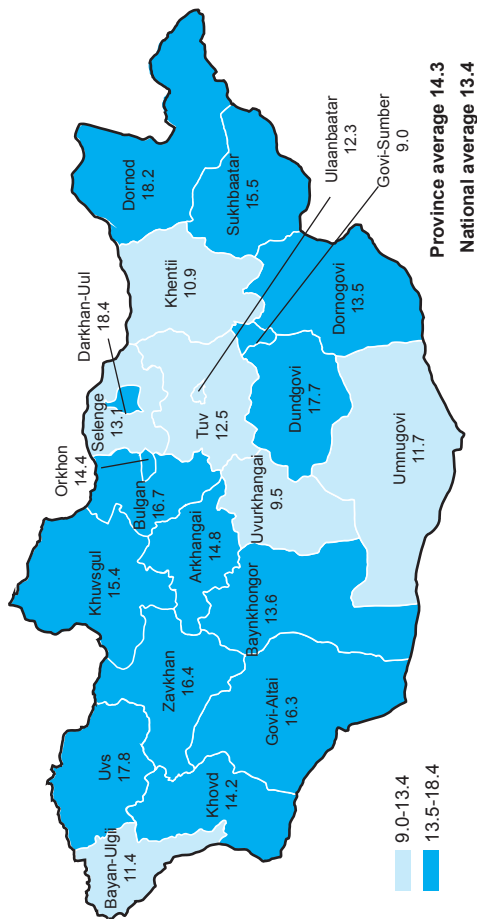 Bayan-Ulgii
11.4
Uvs
17.8
Khovd
14.2
Govi-Altai
16.3
Zavkhan
16.4
Khuvsgul
15.4
Baynkhongor
13.6
Arkhangai
14.8
Bulgan
16.7
Orkhon
14.4
Selenge
13.1
Darkhan-Uul
18.4
Tuv
12.5
Uvurkhangai
9.5
Umnugovi
11.7
Dundgovi
17.7
Dornogovi
13.5
Khentii
10.9
Dornod
18.2
Sukhbaatar
15.5
Ulaanbaatar
12.3
Govi-Sumber
9.0
Province average 14.3
National average 13.4
9.0-13.4
13.5-18.4